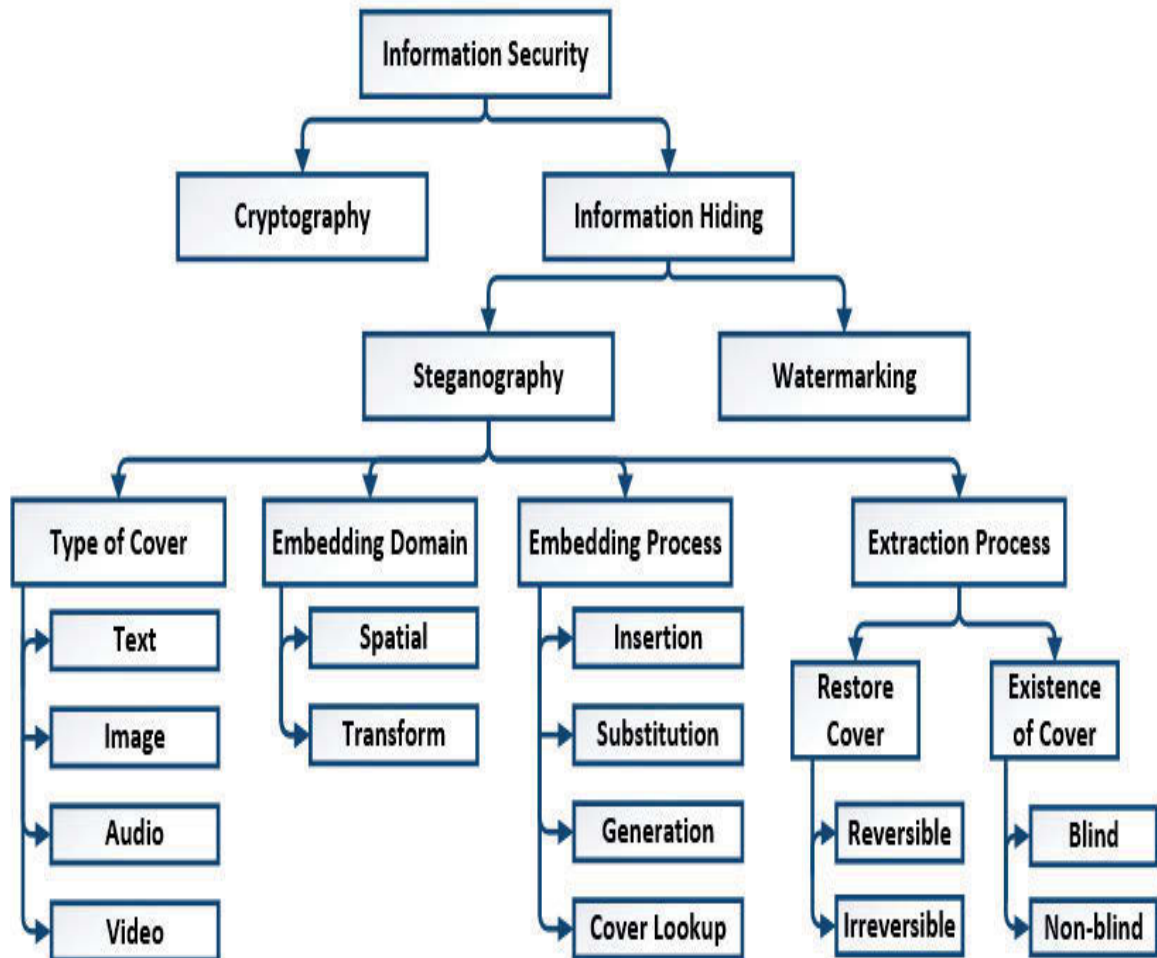 Information Security
Cryptography
Information Hiding
Steganography
Watermarking
Type of Cover
Embedding Domain
Embedding Process
Extraction Process
Text
Image
Audio
Video
Spatial
Transform
Insertion
Substitution
Generation
Cover Lookup
Restore
Cover
Reversible
Irreversible
Existence
of Cover
Blind
Non-blind